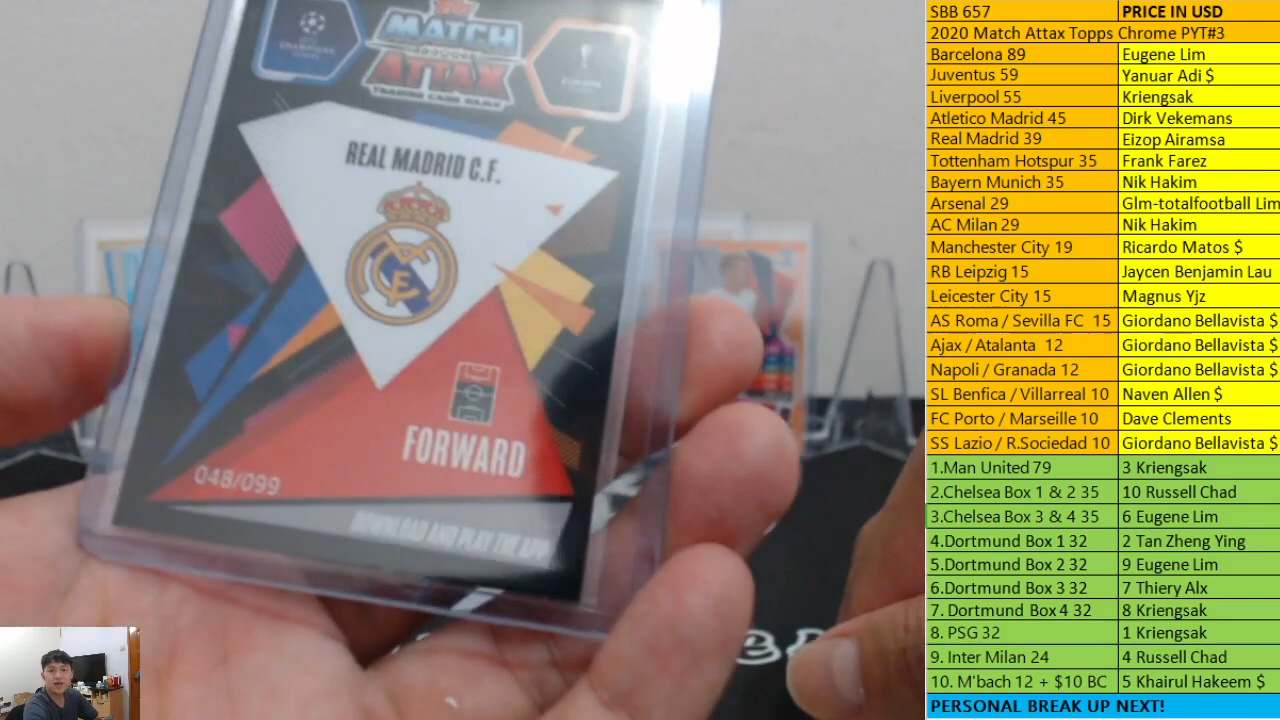 CHAMPIONS
LEAGUE
Topps
MATCH
ATTAX
TRADING CARD GAME
REAL MADRID C.F.
FORWARD
048/099
DOWNLOAD AND PLAY THE APP
SBB 657 PRICE IN USD
2020 Match Attax Topps Chrome PYT#3
Barcelona 89 Eugene Lim
Juventus 59 Yanuar Adi $
Liverpool 55 Kriengsak
Atletico Madrid 45 Dirk Vekemans
Real Madrid 39 Eizop Airamsa
Tottenham Hotspur 35 Frank Farez
Bayern Munich 35 Nik Hakim
Arsenal 29 Glm-totalfootball Lim
AC Milan 29 Nik Hakim
Manchester City 19 Ricardo Matos $
RB Leipzig 15 Jaycen Benjamin Lau
Leicester City 15 Magnus Yjz
AS Roma / Sevilla FC 15 Giordano Bellavista $
Ajax / Atalanta 12 Giordano Bellavista $
Napoli / Granada 12 Giordano Bellavista $
SL Benfica / Villarreal 10 Naven Allen $
FC Porto / Marseille 10 Dave Clements
SS Lazio / R.Sociedad 10 Giordano Bellavista $
1.Man United 79 3 Kriengsak
2.Chelsea Box 1 & 2 35 10 Russell Chad
3.Chelsea Box 3 & 4 35 6 Eugene Lim
4.Dortmund Box 1 32 2 Tan Zheng Ying
5.Dortmund Box 2 32 9 Eugene Lim
6.Dortmund Box 3 32 7 Thiery Alx
7. Dortmund Box 4 32 8 Kriengsak
8. PSG 32 1 Kriengsak
9. Inter Milan 24 4 Russell Chad
10. M'bach 12 + $10 BC 5 Khairul Hakeem $
PERSONAL BREAK UP NEXT!